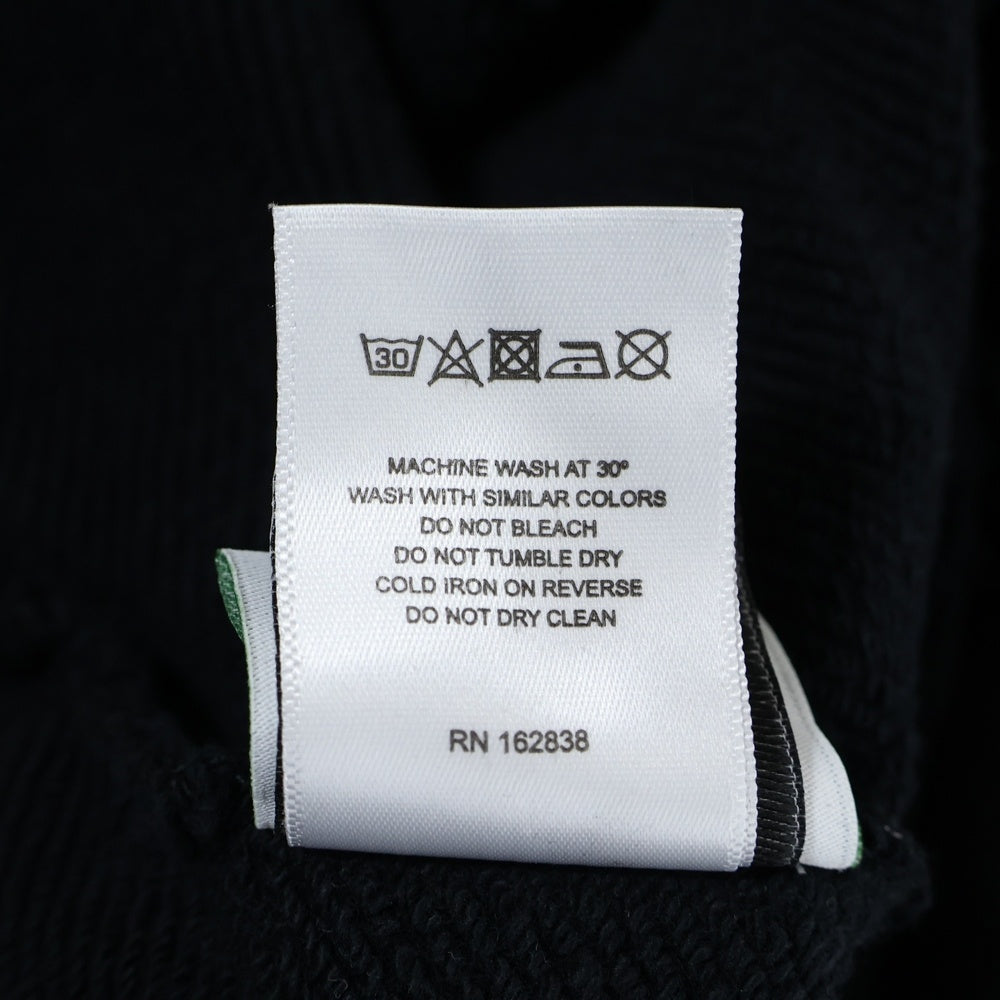 30
MACHINE WASH AT 30°
WASH WITH SIMILAR COLORS
DO NOT BLEACH
DO NOT TUMBLE DRY
COLD IRON ON REVERSE
DO NOT DRY CLEAN
RN 162838